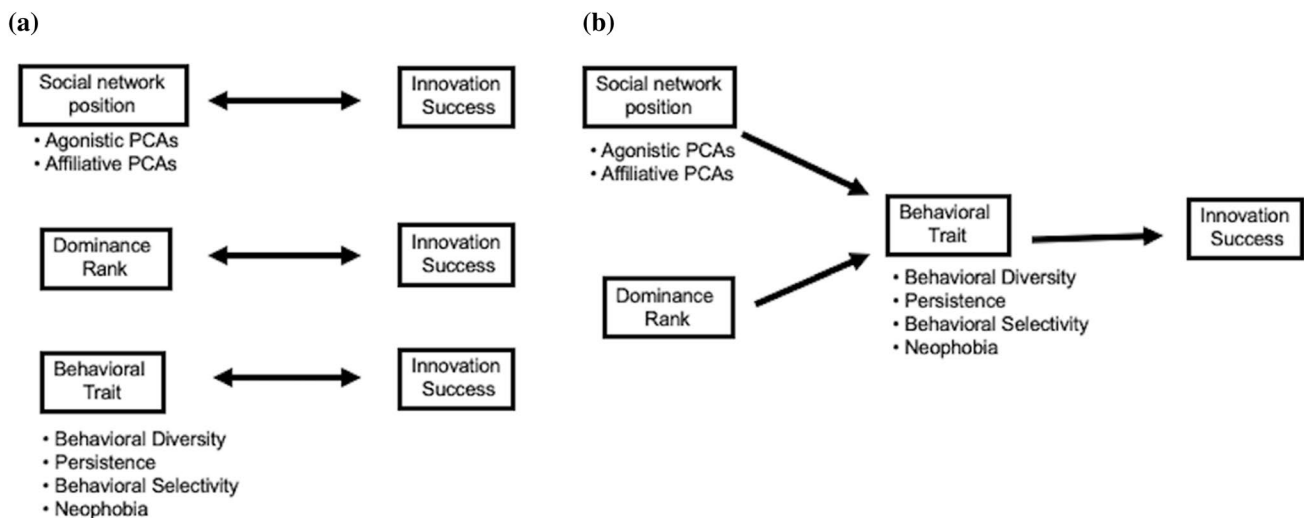 (a)
Social network
position
• Agonistic PCAs
• Affiliative PCAs
Innovation
Success
Dominance
Rank
Innovation
Success
Behavioral
Trait
• Behavioral Diversity
• Persistence
• Behavioral Selectivity
• Neophobia
Innovation
Success
(b)
Social network
position
• Agonistic PCAs
• Affiliative PCAs
Dominance
Rank
Behavioral
Trait
• Behavioral Diversity
• Persistence
• Behavioral Selectivity
• Neophobia
Innovation
Success